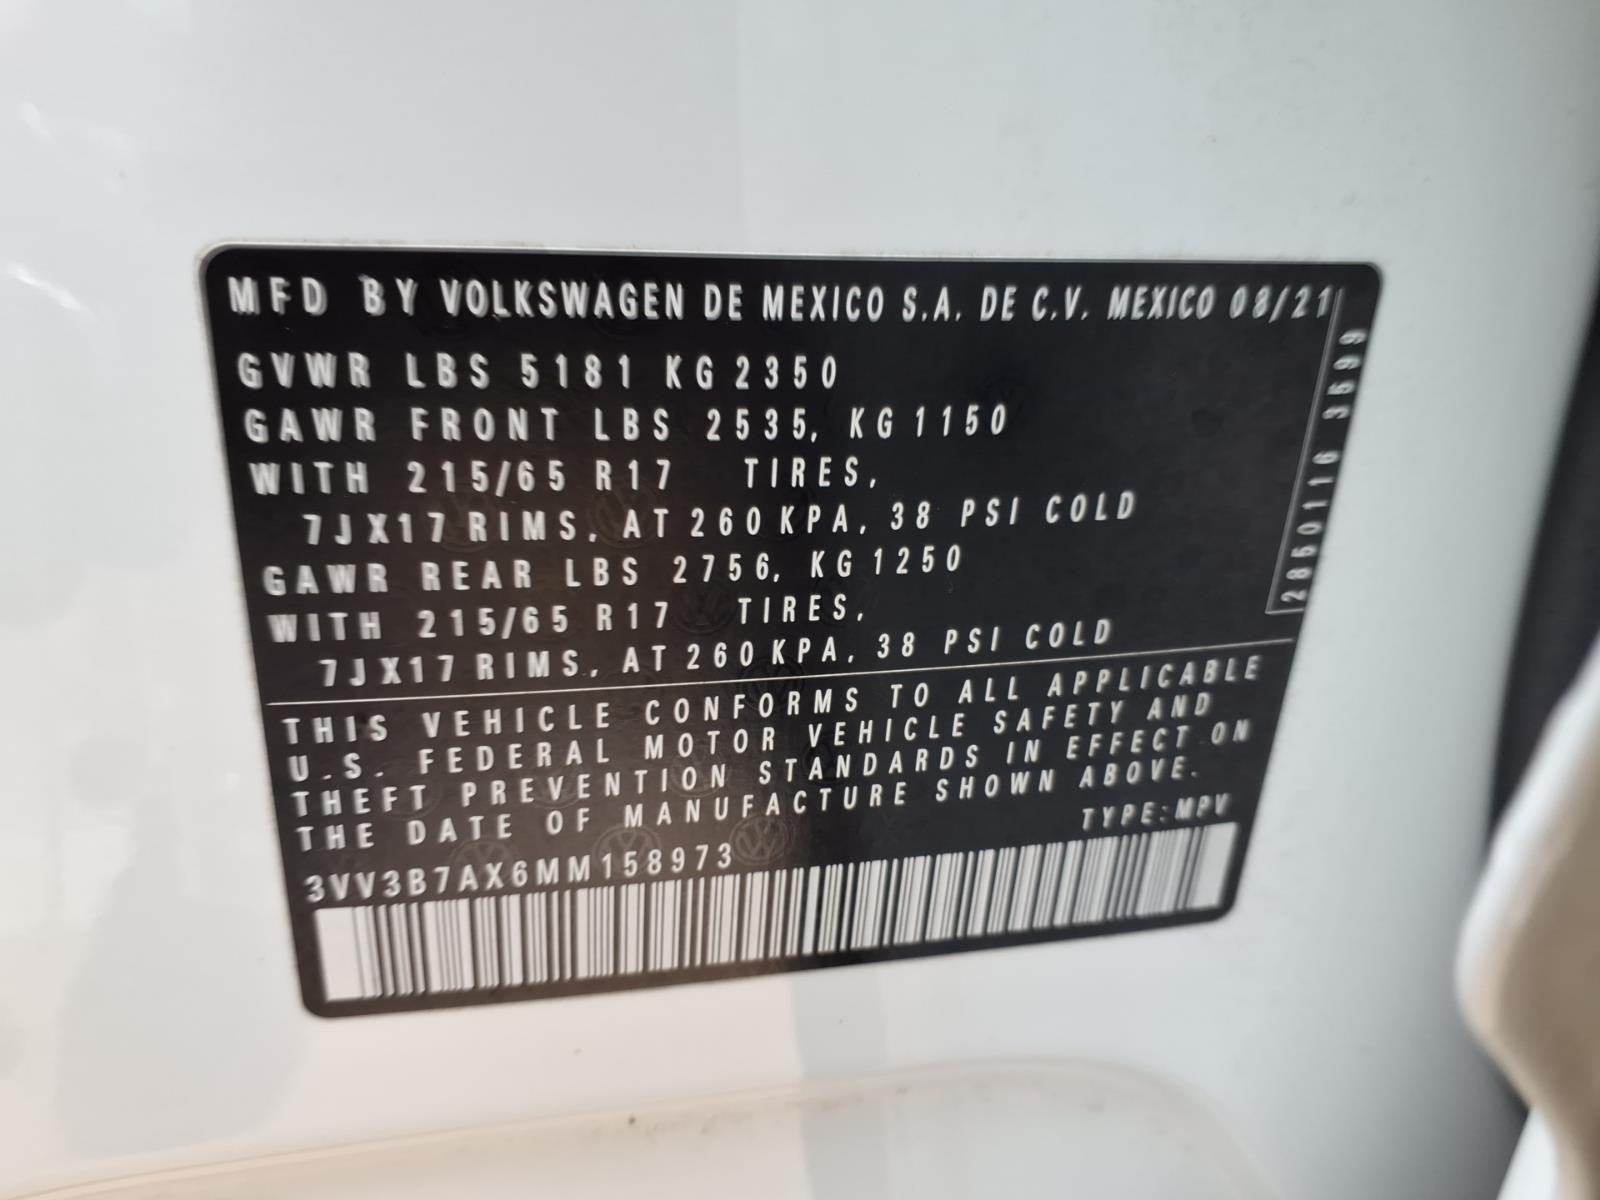 MFD BY VOLKSWAGEN DE MEXICO S.A. DE C.V. MEXICO 08/21
GVWR LBS 5181 KG 2350
GAWR FRONT LBS 2535, KG 1150
WITH 215/65 R17 TIRES,
7JX17 RIMS, AT 260 KPA, 38 PSI COLD
GAWR REAR LBS 2756, KG 1250
WITH 215/65 R17 TIRES,
7JX17 RIMS, AT 260 KPA, 38 PSI COLD
THIS VEHICLE CONFORMS TO ALL APPLICABLE
U.S. FEDERAL MOTOR VEHICLE SAFETY AND
THEFT PREVENTION STANDARDS IN EFFECT ON
THE DATE OF MANUFACTURE SHOWN ABOVE.
TYPE: MPV
3VV3B7AX6MM158973